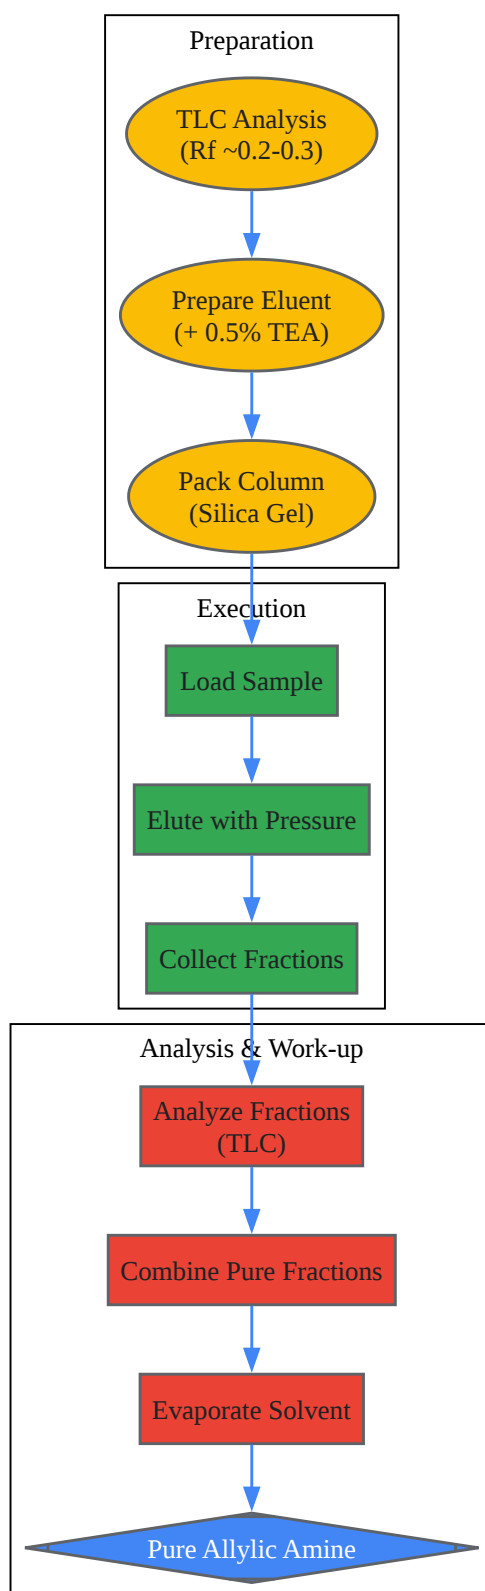 Preparation
TLC Analysis
(Rf ~0.2-0.3)
Prepare Eluent
(+ 0.5% TEA)
Pack Column
(Silica Gel)
Execution
Load Sample
Elute with Pressure
Collect Fractions
Analysis & Work-up
Analyze Fractions
(TLC)
Combine Pure Fractions
Evaporate Solvent
Pure Allylic Amine